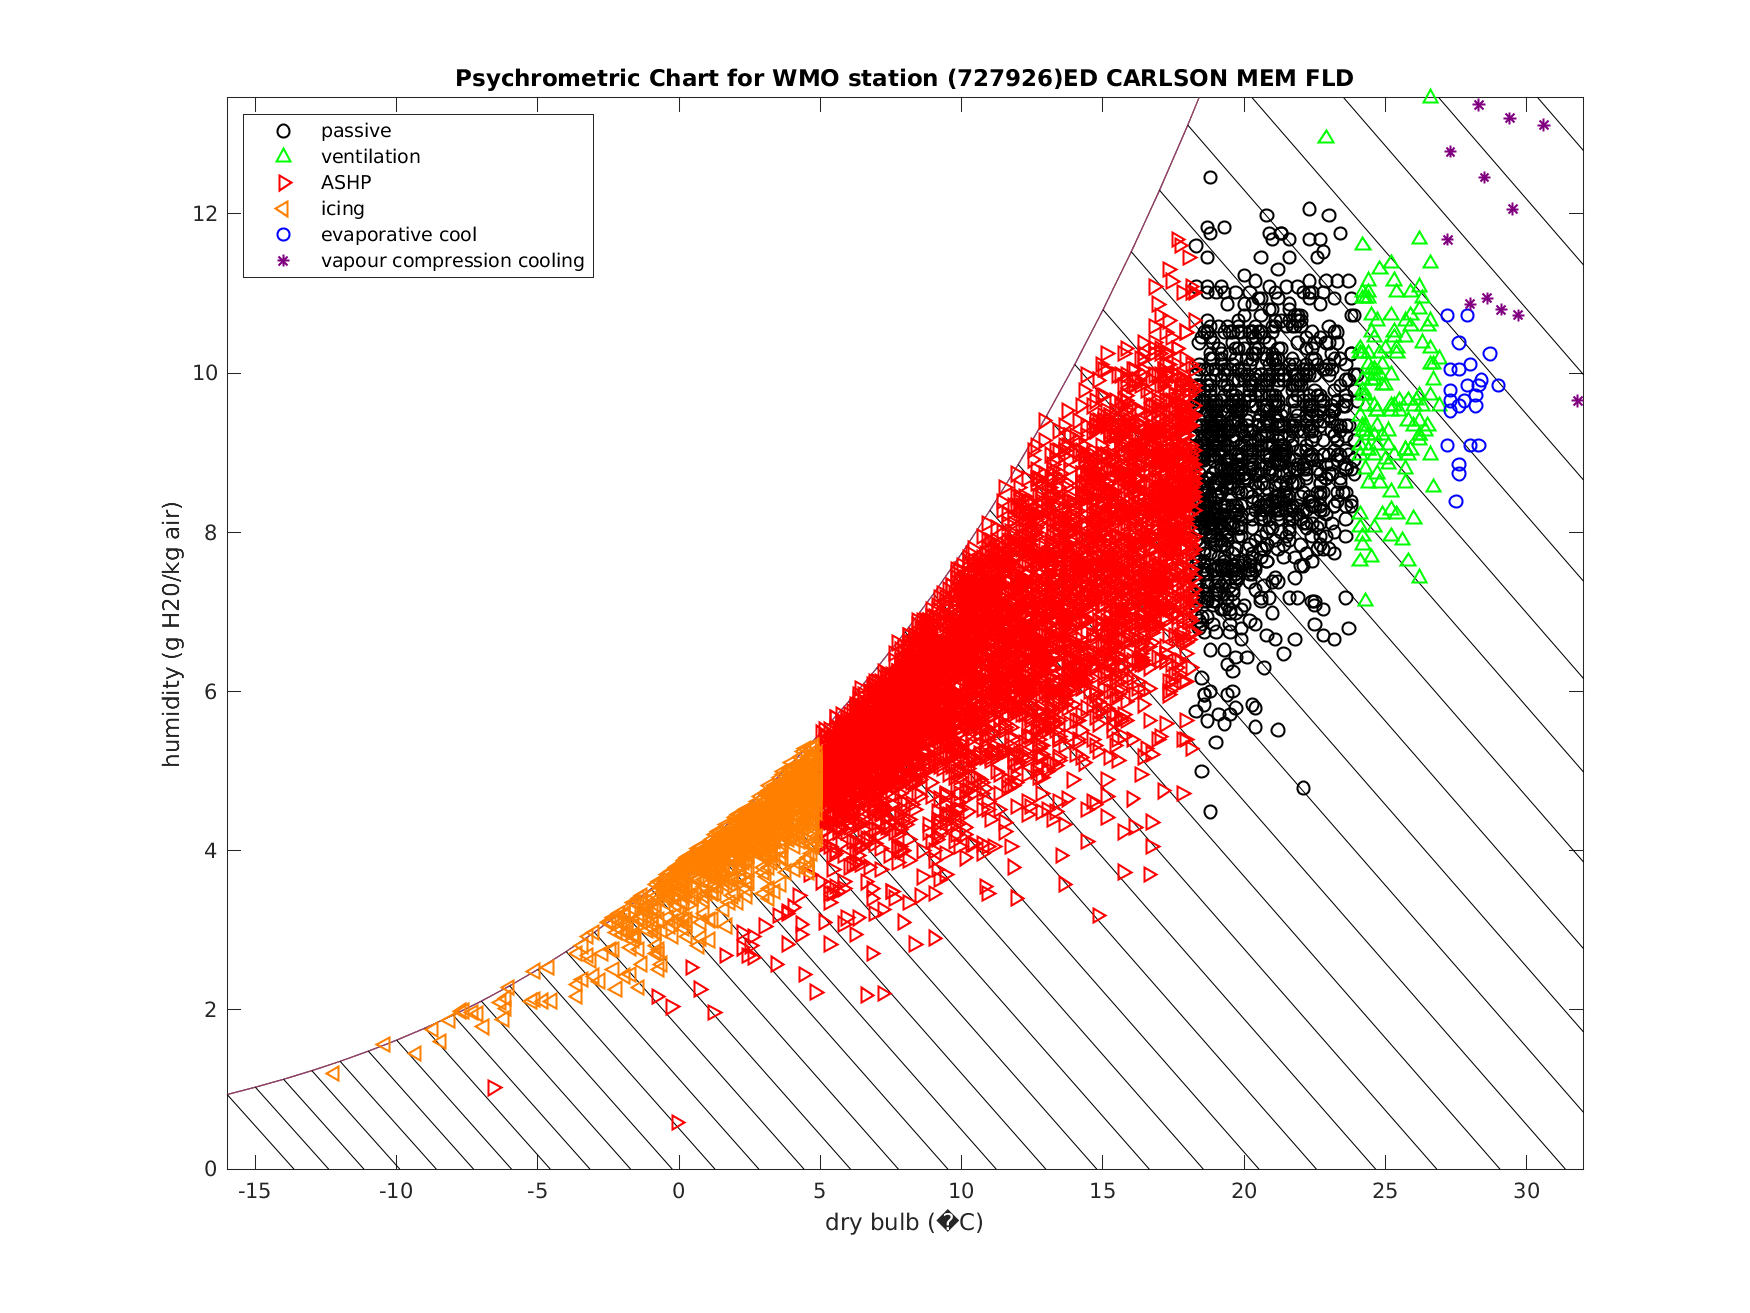 Psychrometric Chart for WMO station (727926)ED CARLSON MEM FLD
passive
ventilation
ASHP
icing
evaporative cool
vapour compression cooling
humidity (g H20/kg air)
12
10
8
6
4
2
0
-15 -10 -5 0 5 10 15 20 25 30
dry bulb (�C)